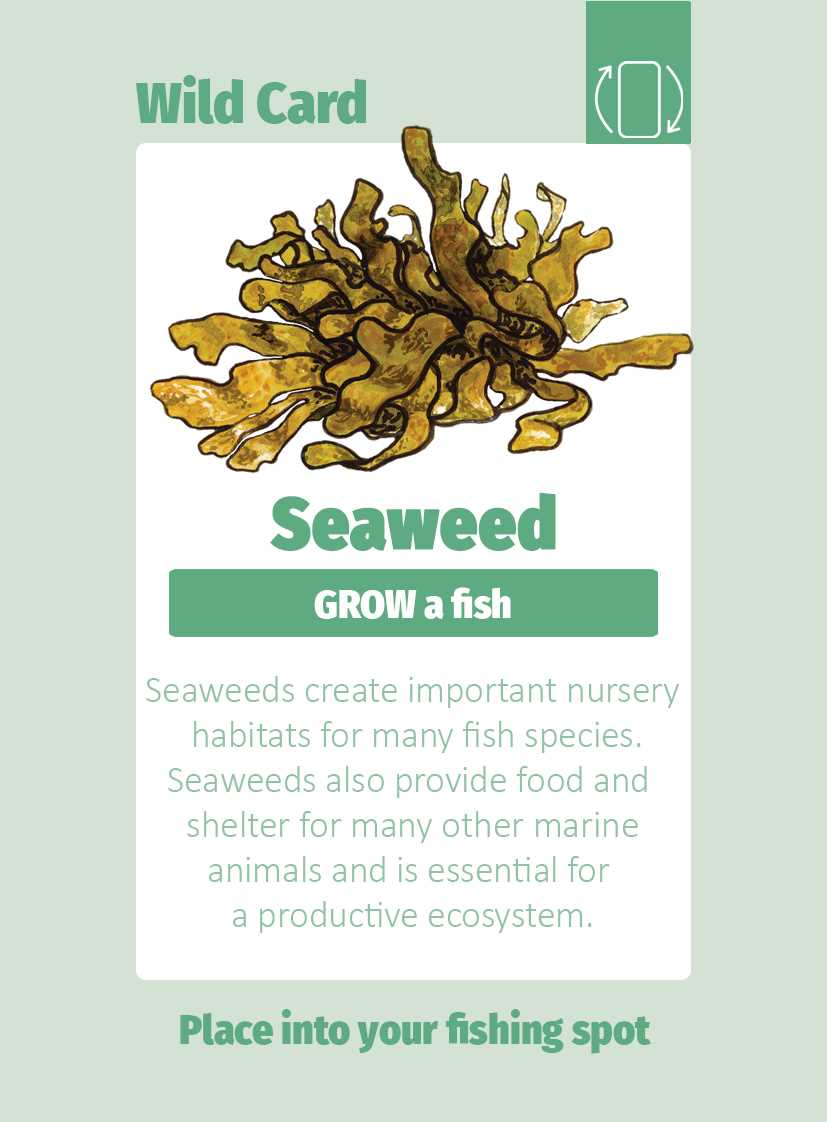 Wild Card
Seaweed
GROW a fish
Seaweeds create important nursery
habitats for many fish species.
Seaweeds also provide food and
shelter for many other marine
animals and is essential for
a productive ecosystem.
Place into your fishing spot